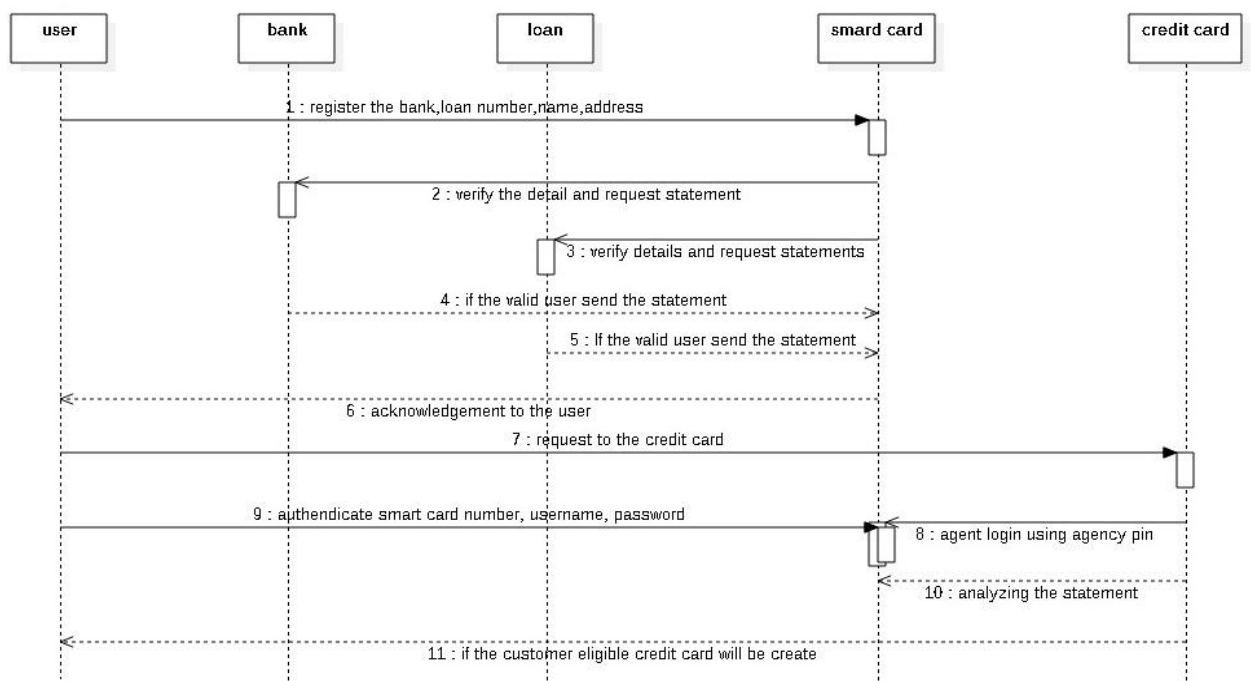 user
bank
loan
smard card
credit card
1 : register the bank,loan number,name,address
2 : verify the detail and request statement
3 : verify details and request statements
4 : if the valid user send the statement
5 : If the valid user send the statement
6 : acknowledgement to the user
7 : request to the credit card
9 : authendicate smart card number, username, password
8 : agent login using agency pin
10 : analyzing the statement
11 : if the customer eligible credit card will be create